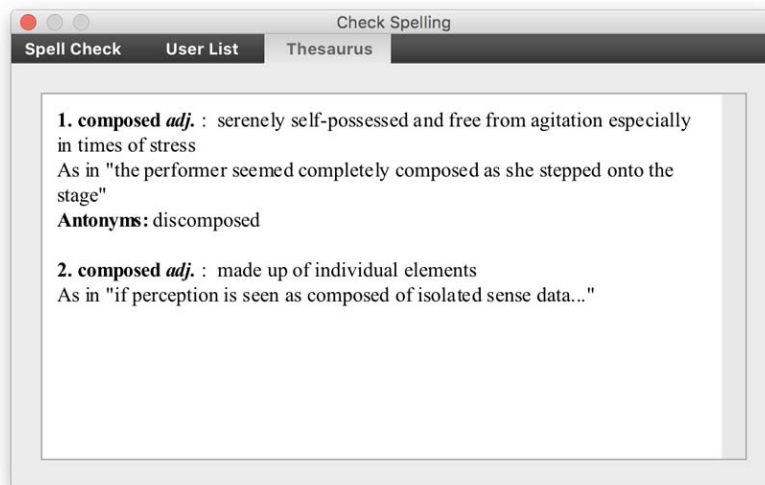 Check Spelling
Spell Check User List Thesaurus
1. composed adj. : serenely self-possessed and free from agitation especially
in times of stress
As in "the performer seemed completely composed as she stepped onto the
stage"
Antonyms: discomposed
2. composed adj. : made up of individual elements
As in "if perception is seen as composed of isolated sense data..."